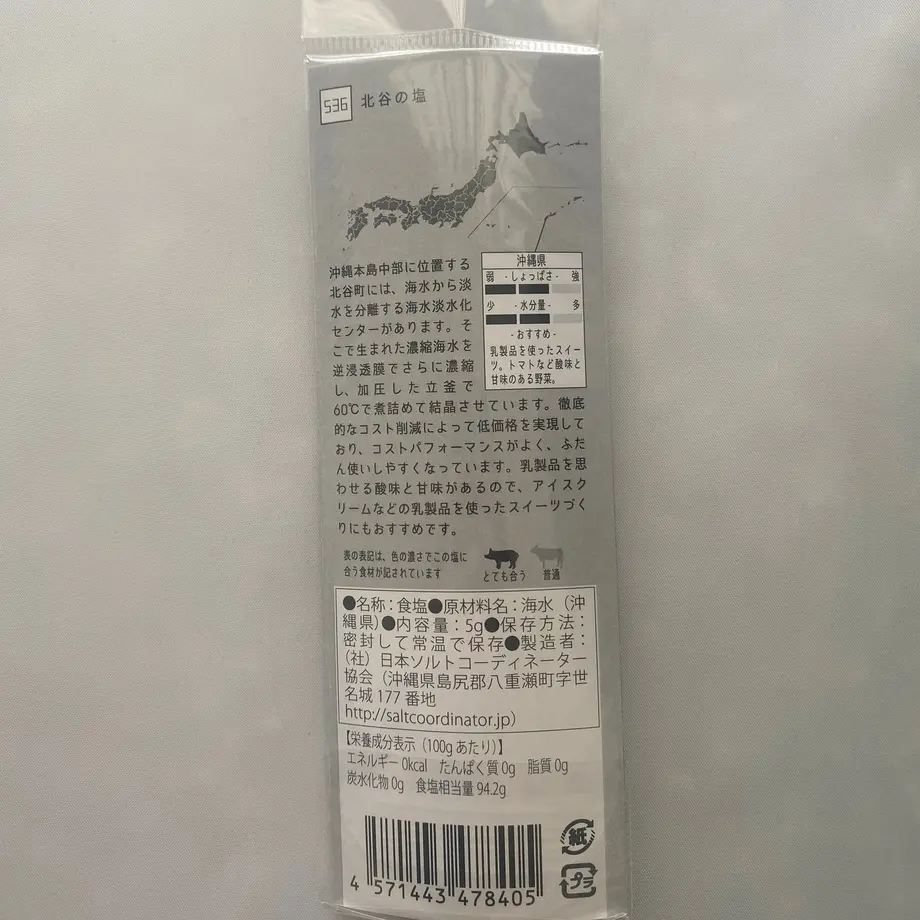 536 北谷の塩
沖縄本島中部に位置する
北谷町には、海水から淡
水を分離する海水淡水化
センターがあります。そ
こで生まれた濃縮海水を
逆浸透膜でさらに濃縮
し、加圧した立釜で
60℃で煮詰めて結晶させています。徹底
的なコスト削減によって低価格を実現して
おり、コストパフォーマンスがよく、ふだ
ん使いしやすくなっています。乳製品を思
わせる酸味と甘味があるので、アイスク
リームなどの乳製品を使ったスイーツづく
りにもおすすめです。
沖縄県
弱 -しょっぱさ- 強
少 -水分量- 多
-おすすめ-
乳製品を使ったスイー
ツ。トマトなど酸味と
甘味のある野菜。
表の表記は、色の濃さでこの塩に
合う食材が記されています
とても合う 普通
●名称:食塩●原材料名:海水(沖
縄県)●内容量:5g●保存方法:
密封して常温で保存●製造者:
(社)日本ソルトコーディネーター
協会(沖縄県島尻郡八重瀬町字世
名城177番地
http://saltcoordinator.jp)
【栄養成分表示(100gあたり)】
エネルギー0kcal たんぱく質0g 脂質0g
炭水化物0g 食塩相当量94.2g
紙
プラ
4 571443 478405